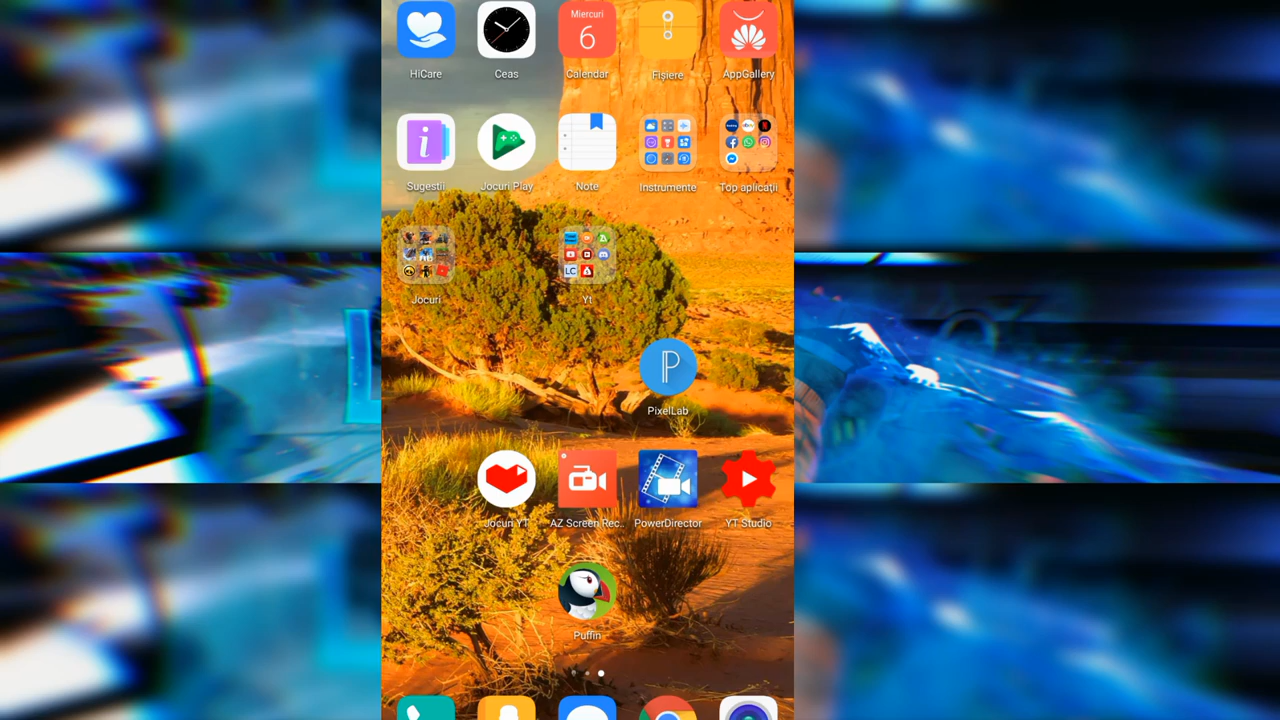 Miercuri
6
HiCare
Ceas
Calendar
Fișiere
AppGallery
Sugestii
Jocuri Play
Note
Instrumente
Top aplicații
LC
Jocuri
Yt
PixelLab
Jocuri YT
AZ Screen Rec..
PowerDirector
YT Studio
Puffin